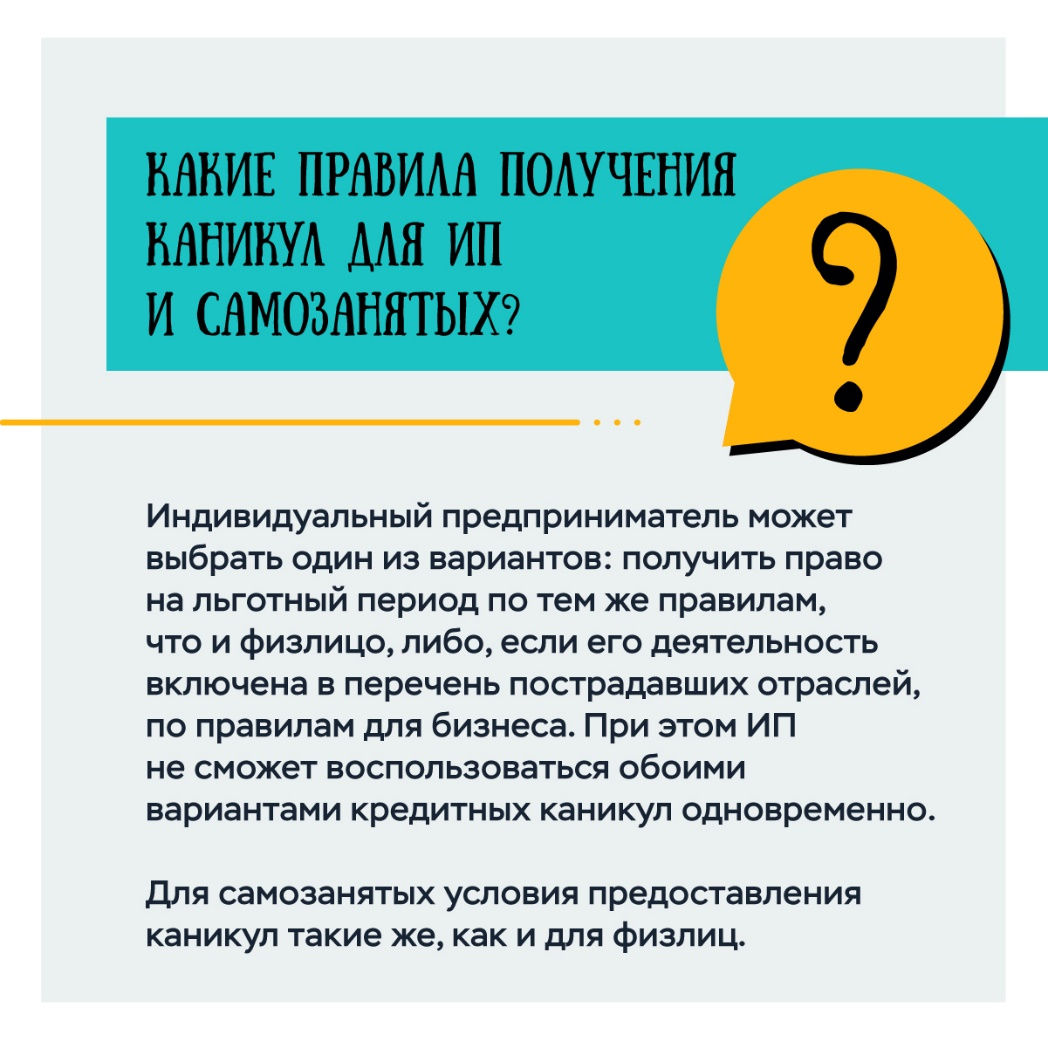 КАКИЕ ПРАВИЛА ПОЛУЧЕНИЯ
КАНИКУЛ ДЛЯ ИП
И САМОЗАНЯТЫХ?
?
Индивидуальный предприниматель может
выбрать один из вариантов: получить право
на льготный период по тем же правилам,
что и физлицо, либо, если его деятельность
включена в перечень пострадавших отраслей,
по правилам для бизнеса. При этом ИП
не сможет воспользоваться обоими
вариантами кредитных каникул одновременно.
Для самозанятых условия предоставления
каникул такие же, как и для физлиц.